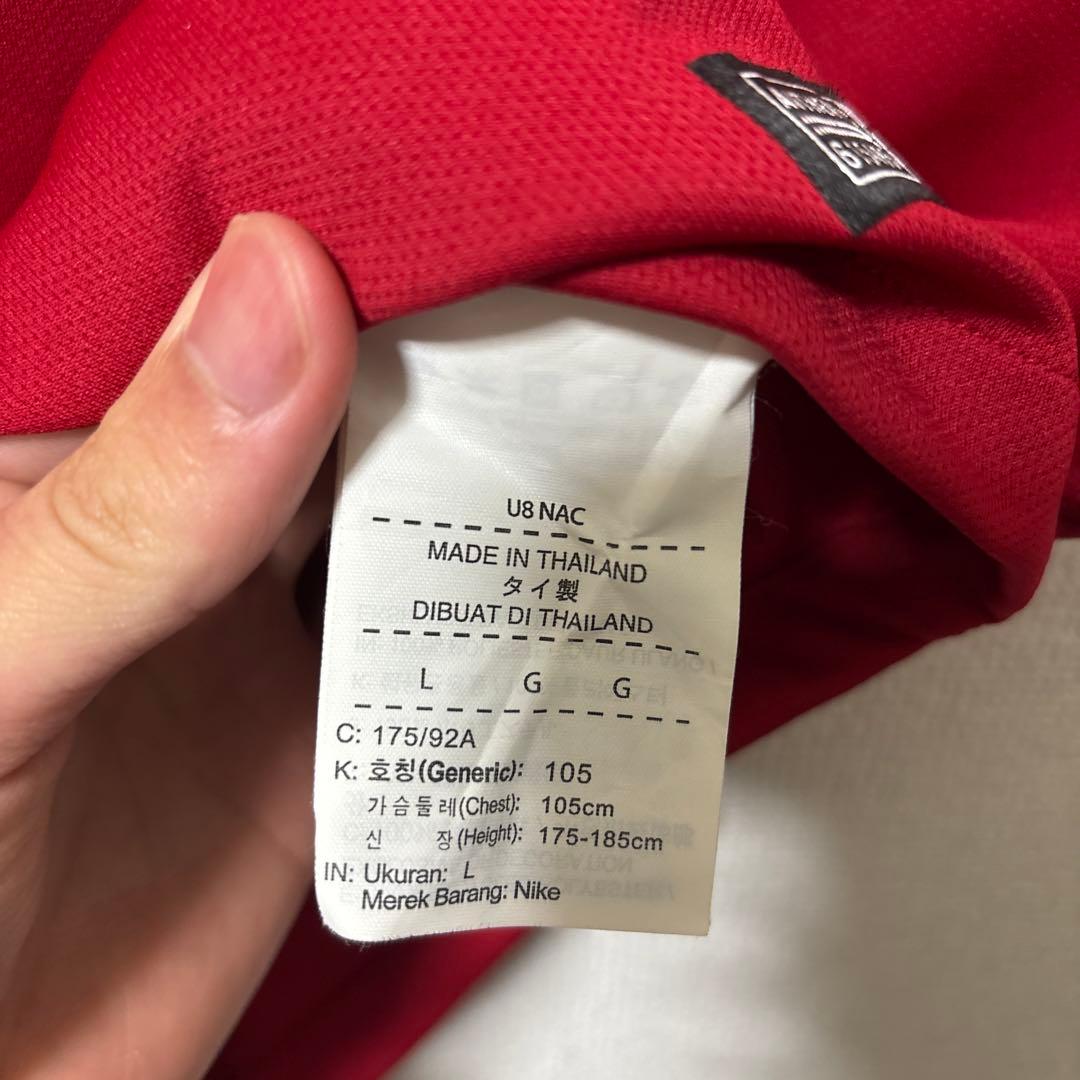 U8 NAC
MADE IN THAILAND
タイ製
DIBUAT DI THAILAND
L G G
C: 175/92A
K: 호칭(Generic): 105
가슴둘레(Chest): 105cm
신 장(Height): 175-185cm
IN: Ukuran: L
Merek Barang: Nike